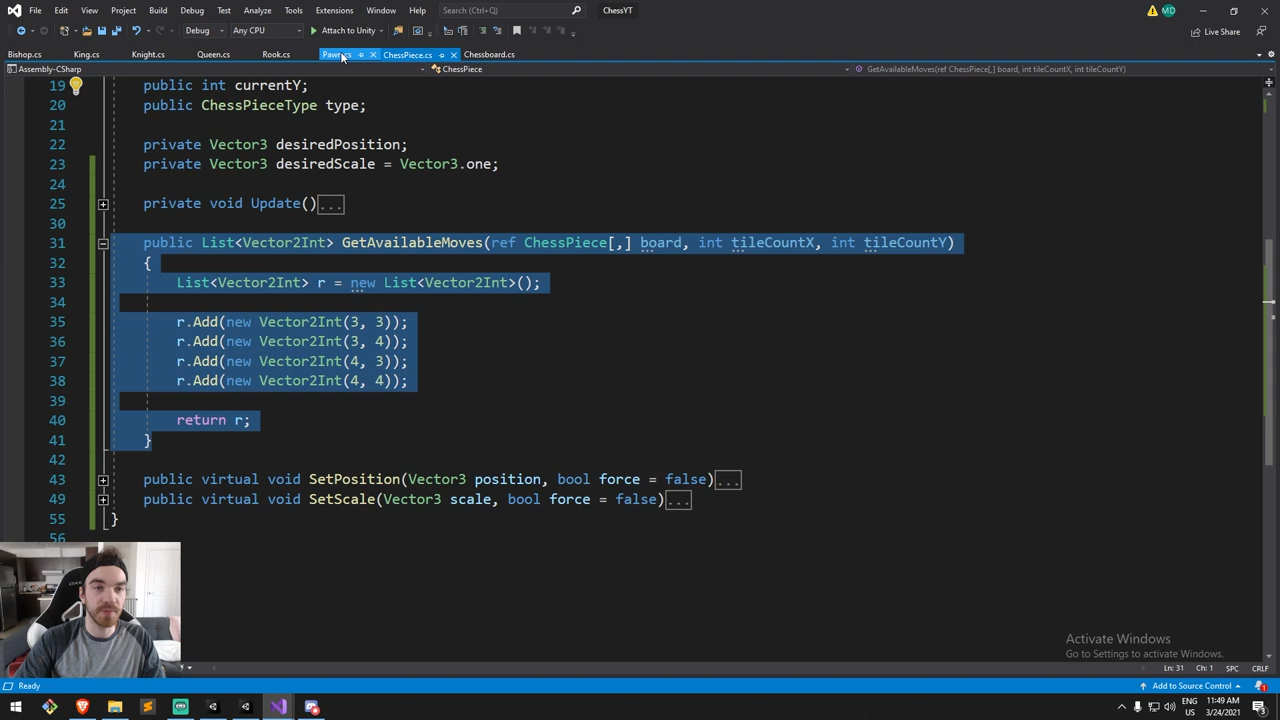 File Edit View Project Build Debug Test Analyze Tools Extensions Window Help Search (Ctrl+Q) ChessYT MD
Debug Any CPU Attach to Unity Live Share
Bishop.cs King.cs Knight.cs Queen.cs Rook.cs Pawn.cs ChessPiece.cs Chessboard.cs
Assembly-CSharp ChessPiece GetAvailableMoves(ref ChessPiece[,] board, int tileCountX, int tileCountY)
19 public int currentY;
20 public ChessPieceType type;
21
22 private Vector3 desiredPosition;
23 private Vector3 desiredScale = Vector3.one;
24
25 private void Update()...
30
31 public List<Vector2Int> GetAvailableMoves(ref ChessPiece[,] board, int tileCountX, int tileCountY)
32 {
33 List<Vector2Int> r = new List<Vector2Int>();
34
35 r.Add(new Vector2Int(3, 3));
36 r.Add(new Vector2Int(3, 4));
37 r.Add(new Vector2Int(4, 3));
38 r.Add(new Vector2Int(4, 4));
39
40 return r;
41 }
42
43 public virtual void SetPosition(Vector3 position, bool force = false)...
49 public virtual void SetScale(Vector3 scale, bool force = false)...
55 }
56
Activate Windows
Go to Settings to activate Windows.
Ln: 31 Ch: 1 SPC CRLF
Ready Add to Source Control 1
ENG 11:49 AM
US 3/24/2021 3